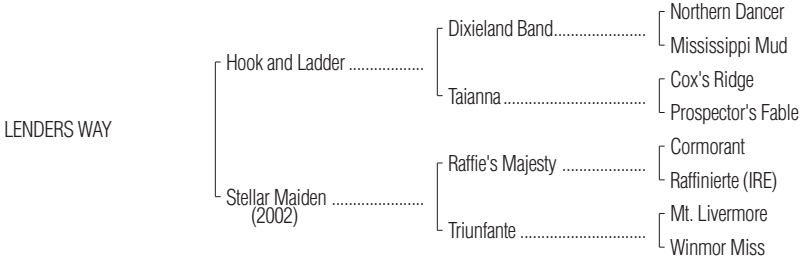 Northern Dancer
Dixieland Band......................
Mississippi Mud
Hook and Ladder ..................
Cox's Ridge
Taianna..................................
Prospector's Fable
LENDERS WAY
Cormorant
Raffie's Majesty ....................
Raffinierte (IRE)
Stellar Maiden ......................
(2002)
Mt. Livermore
Triunfante ..............................
Winmor Miss